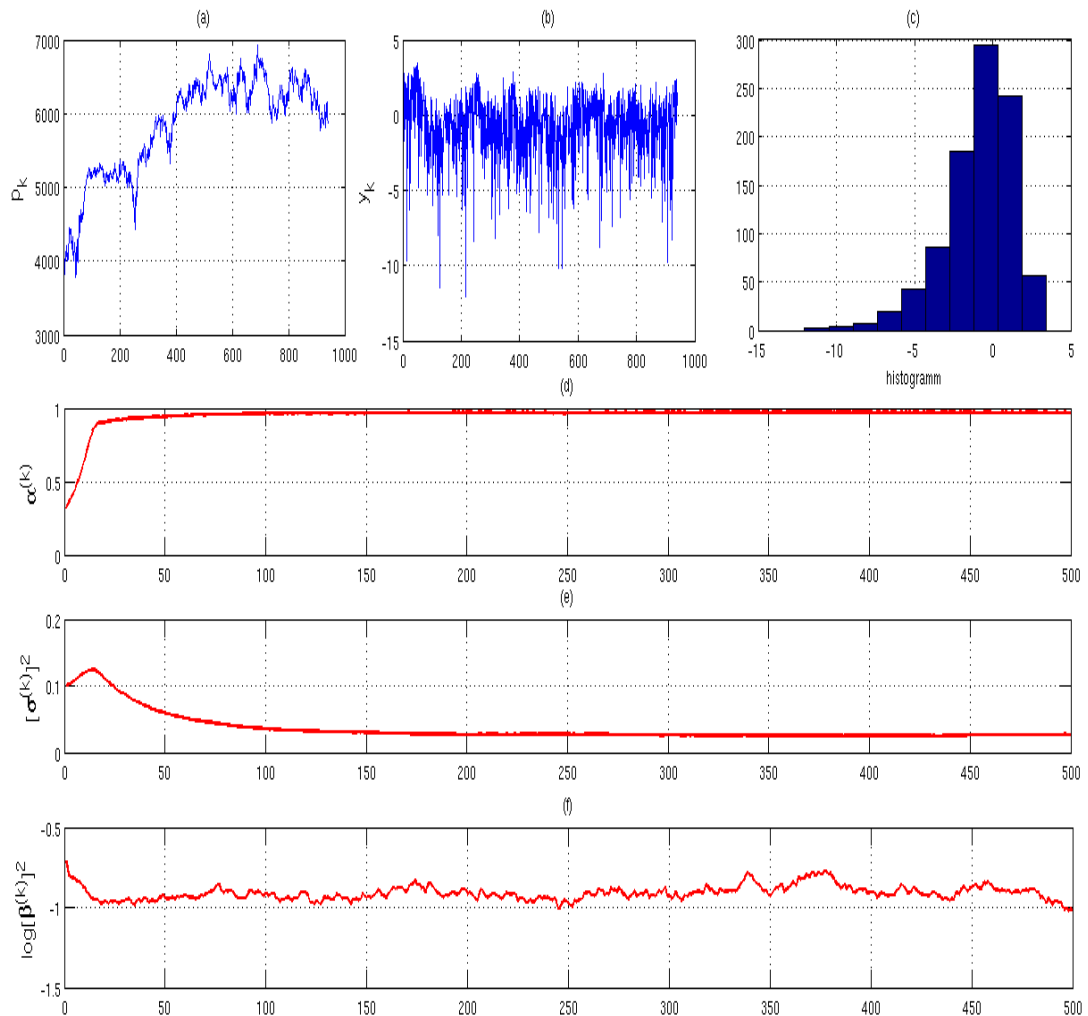 (a)
7000
6000
5000
4000
3000
0 200 400 600 800 1000
p_k
(b)
5
0
-5
-10
-15
0 200 400 600 800 1000
y_k
(c)
300
250
200
150
100
50
0
-15 -10 -5 0 5
histogramm
(d)
1
0.5
0
0 50 100 150 200 250 300 350 400 450 500
α^(k)
(e)
0.2
0.1
0
0 50 100 150 200 250 300 350 400 450 500
[σ^(k)]^2
(f)
-0.5
-1
-1.5
0 50 100 150 200 250 300 350 400 450 500
log[β^(k)]^2